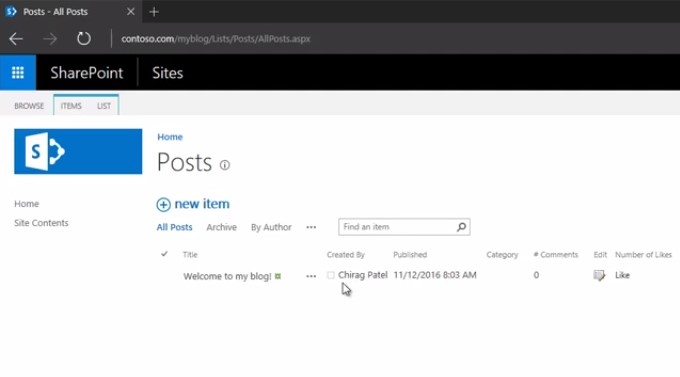 Posts - All Posts
contoso.com/myblog/Lists/Posts/AllPosts.aspx
SharePoint Sites
BROWSE ITEMS LIST
S
Home
Posts
Home
Site Contents
new item
All Posts Archive By Author ... Find an item
Title Created By Published Category # Comments Edit Number of Likes
Welcome to my blog! ... Chirag Patel 11/12/2016 8:03 AM 0 Like